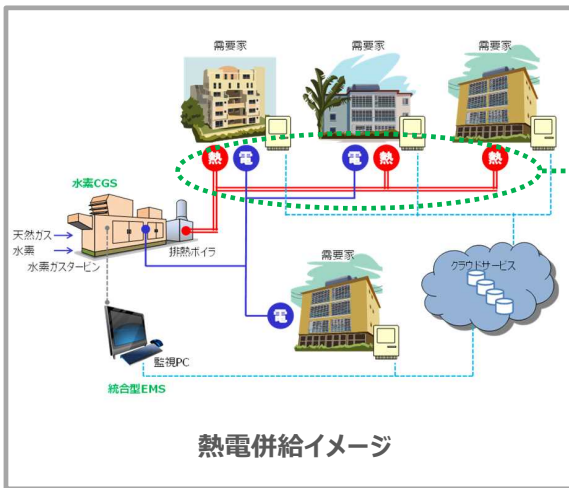 需要家
需要家
需要家
熱
電
電
熱
熱
水素CGS
天然ガス
水素
水素ガスタービン
排熱ボイラ
需要家
クラウドサービス
電
監視PC
統合型EMS
熱電併給イメージ